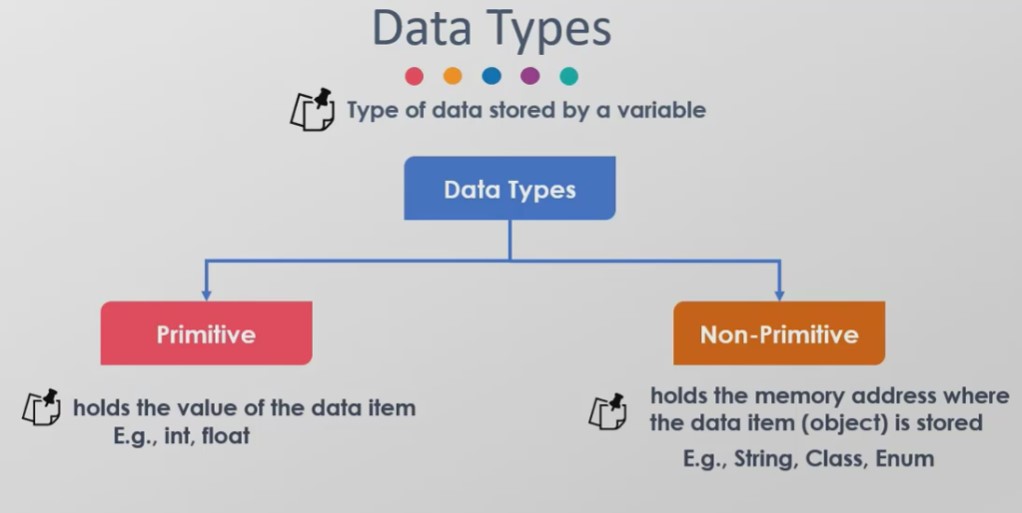 Data Types
Type of data stored by a variable
Data Types
Primitive
Non-Primitive
holds the value of the data item
E.g., int, float
holds the memory address where
the data item (object) is stored
E.g., String, Class, Enum